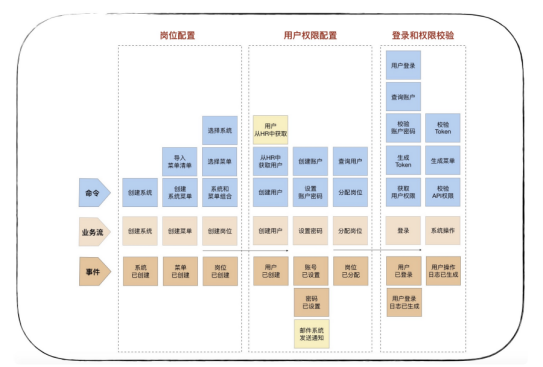 岗位配置
用户权限配置
登录和权限校验
用户登录
查询账户
选择系统
用户
从HR中获取
校验
账户密码
校验
Token
导入
菜单清单
选择菜单
从HR中
获取用户
创建账户
查询用户
生成
Token
生成菜单
命令
创建系统
创建
系统菜单
系统和
菜单组合
创建用户
设置
账户密码
分配岗位
获取
用户权限
校验
API权限
业务流
创建系统
创建菜单
创建岗位
创建用户
设置密码
分配岗位
登录
系统操作
事件
系统
已创建
菜单
已创建
岗位
已创建
用户
已创建
账号
已设置
岗位
已分配
用户
已登录
用户操作
日志已生成
密码
已设置
用户登录
日志已生成
邮件系统
发送通知